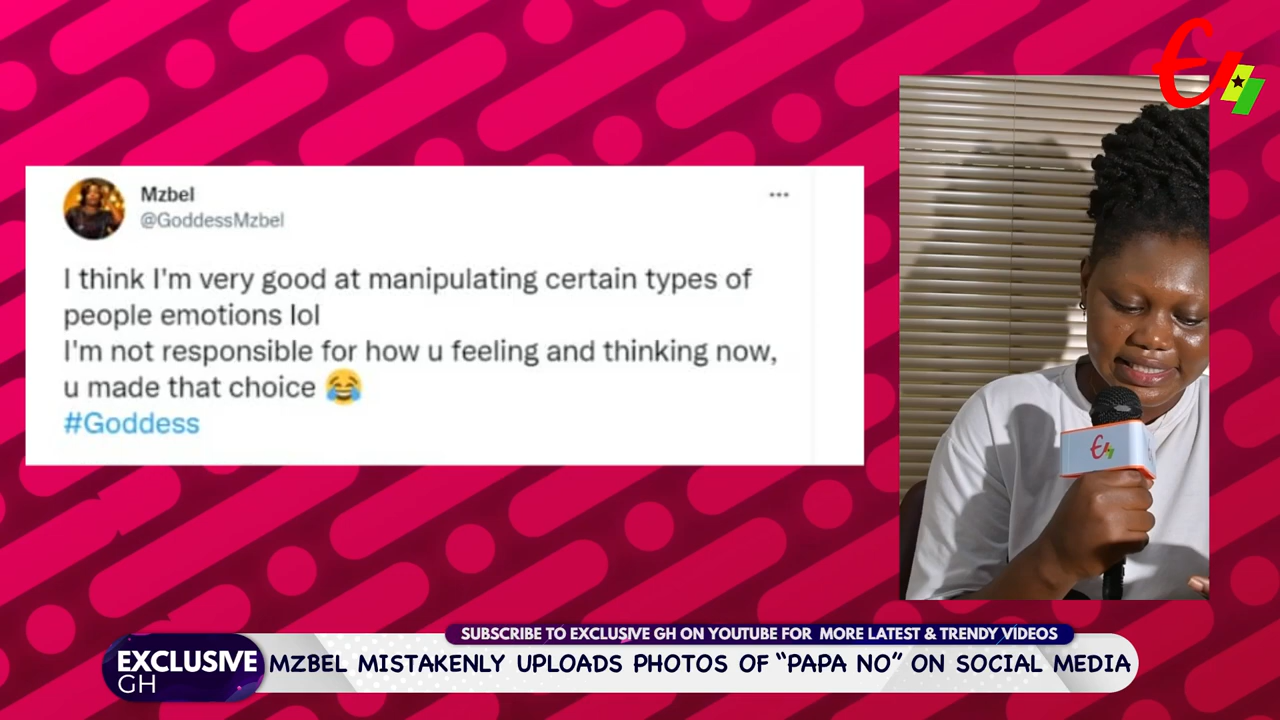 Mzbel
@GoddessMzbel
I think I'm very good at manipulating certain types of
people emotions lol
I'm not responsible for how u feeling and thinking now,
u made that choice 😂
#Goddess
SUBSCRIBE TO EXCLUSIVE GH ON YOUTUBE FOR MORE LATEST & TRENDY VIDEOS
EXCLUSIVE
GH
MZBEL MISTAKENLY UPLOADS PHOTOS OF “PAPA NO” ON SOCIAL MEDIA